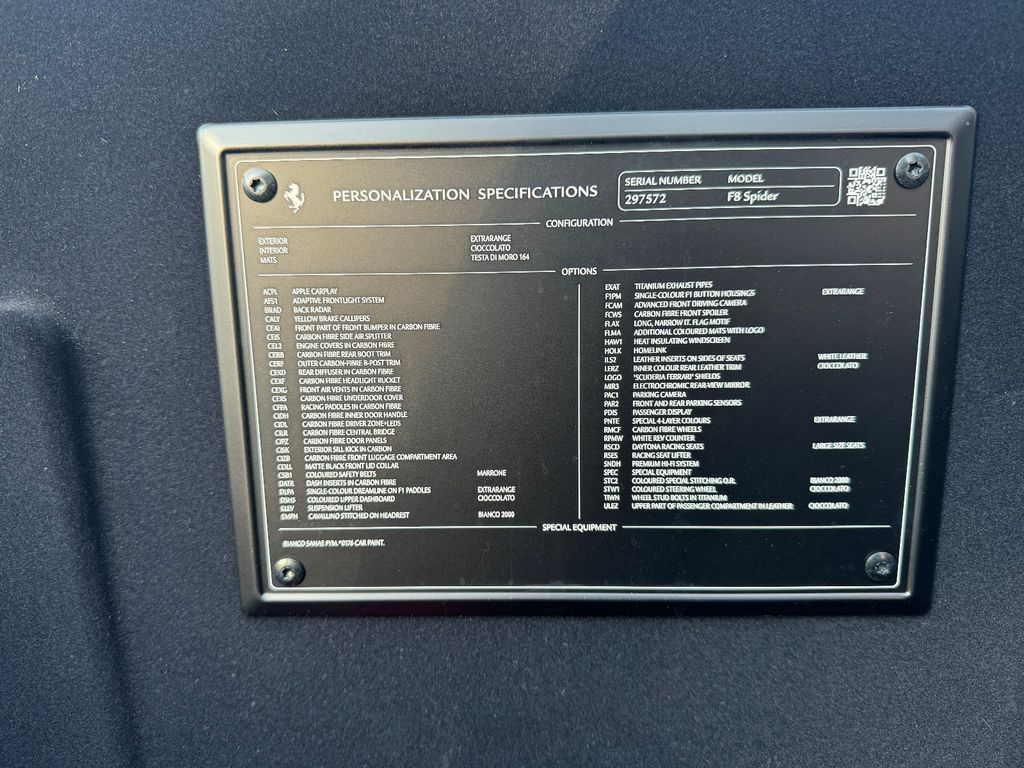 PERSONALIZATION SPECIFICATIONS
SERIAL NUMBER MODEL
297572 F8 Spider
CONFIGURATION
EXTERIOR EXTRARANGE
INTERIOR CIOCCOLATO
MATS TESTA DI MORO 164
OPTIONS
ACPL APPLE CARPLAY
AFS1 ADAPTIVE FRONTLIGHT SYSTEM
BRAD BACK RADAR
CALY YELLOW BRAKE CALLIPERS
CEA1 FRONT PART OF FRONT BUMPER IN CARBON FIBRE
CEIS CARBON FIBRE SIDE AIR SPLITTER
CEL2 ENGINE COVERS IN CARBON FIBRE
CERB CARBON FIBRE REAR BOOT TRIM
CERF OUTER CARBON-FIBRE B-POST TRIM
CEXD REAR DIFFUSER IN CARBON FIBRE
CEXF CARBON FIBRE HEADLIGHT BUCKET
CEXG FRONT AIR VENTS IN CARBON FIBRE
CEXS CARBON FIBRE UNDERDOOR COVER
CFPA RACING PADDLES IN CARBON FIBRE
CIDH CARBON FIBRE INNER DOOR HANDLE
CIDL CARBON FIBRE DRIVER ZONE+LEDS
CILR CARBON FIBRE CENTRAL BRIDGE
CIPZ CARBON FIBRE DOOR PANELS
CISK EXTERIOR SILL KICK IN CARBON
CIZB CARBON FIBRE FRONT LUGGAGE COMPARTMENT AREA
COLL MATTE BLACK FRONT LID COLLAR
CSB1 COLOURED SAFETY BELTS MARRONE
DATR DASH INSERTS IN CARBON FIBRE
DLPA SINGLE-COLOUR DREAMLINE ON F1 PADDLES EXTRARANGE
DSH5 COLOURED UPPER DASHBOARD CIOCCOLATO
ELEV SUSPENSION LIFTER
EMPH CAVALLINO STITCHED ON HEADREST BIANCO 2000
EXAT TITANIUM EXHAUST PIPES
F1PM SINGLE-COLOUR F1 BUTTON HOUSINGS EXTRARANGE
FCAM ADVANCED FRONT DRIVING CAMERA
FCWS CARBON FIBRE FRONT SPOILER
FLAX LONG, NARROW IT. FLAG MOTIF
FLMA ADDITIONAL COLOURED MATS WITH LOGO
HAW1 HEAT INSULATING WINDSCREEN
HOLK HOMELINK
ILS2 LEATHER INSERTS ON SIDES OF SEATS WHITE LEATHER
LERZ INNER COLOUR REAR LEATHER TRIM CIOCCOLATO
LOGO "SCUDERIA FERRARI" SHIELDS
MIR3 ELECTROCHROMIC REAR-VIEW MIRROR
PAC1 PARKING CAMERA
PAR2 FRONT AND REAR PARKING SENSORS
PDIS PASSENGER DISPLAY
PNTE SPECIAL 4-LAYER COLOURS EXTRARANGE
RMCF CARBON FIBRE WHEELS
RPMW WHITE REV COUNTER
RSCD DAYTONA RACING SEATS LARGE SIZE SEATS
RSES RACING SEAT LIFTER
SNDH PREMIUM HI-FI SYSTEM
SPEC SPECIAL EQUIPMENT
STC2 COLOURED SPECIAL STITCHING O.R. BIANCO 2000
STW1 COLOURED STEERING WHEEL CIOCCOLATO
TIWN WHEEL STUD BOLTS IN TITANIUM
ULEZ UPPER PART OF PASSENGER COMPARTMENT IN LEATHER CIOCCOLATO
SPECIAL EQUIPMENT
BIANCO CAR PAINT.